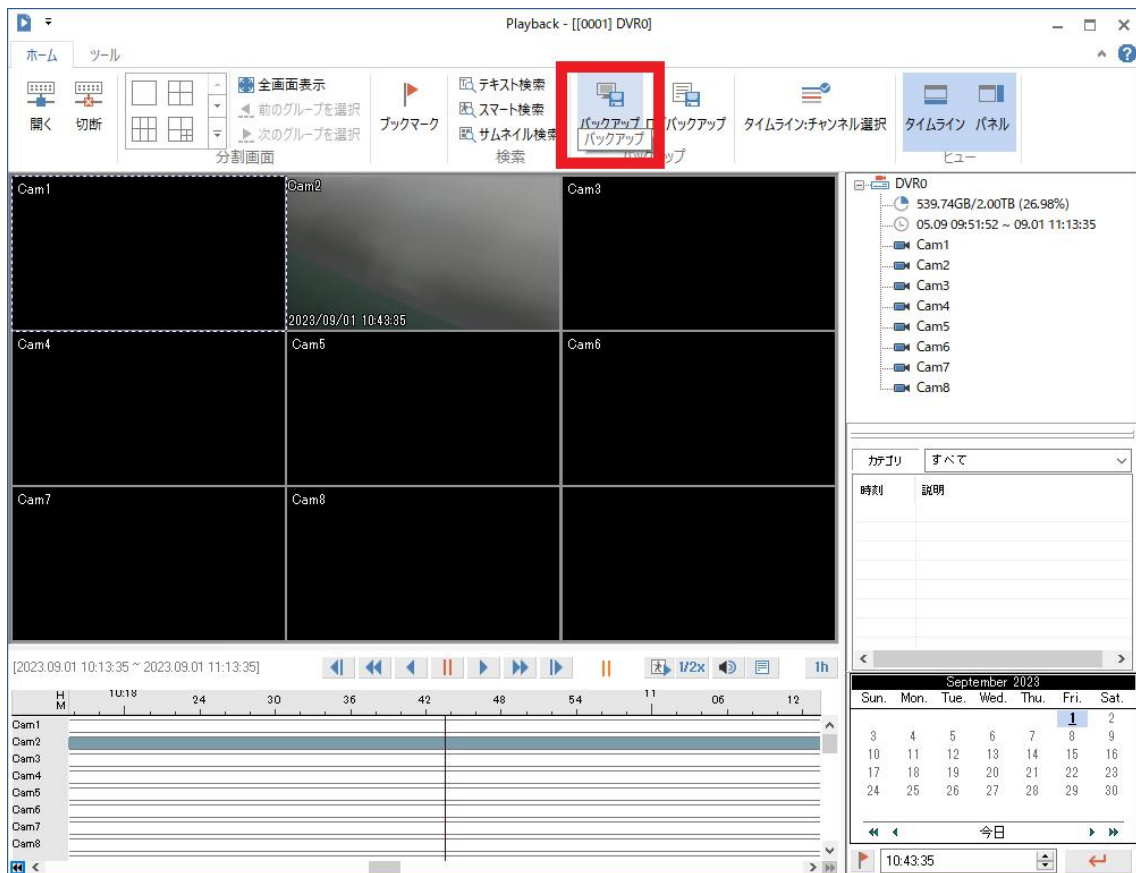 Playback - [[0001] DVR0]
ホーム ツール
開く 切断
全画面表示
前のグループを選択
次のグループを選択
分割画面
ブックマーク
テキスト検索
スマート検索
サムネイル検索
検索
バックアップ
バックアップ
バックアップ
タイムライン:チャンネル選択
タイムライン パネル
ビュー
Cam1 Cam2 Cam3
2023/09/01 10:43:35
Cam4 Cam5 Cam6
Cam7 Cam8
DVR0
539.74GB/2.00TB (26.98%)
05.09 09:51:52 ~ 09.01 11:13:35
Cam1
Cam2
Cam3
Cam4
Cam5
Cam6
Cam7
Cam8
カテゴリ すべて
時刻 説明
[2023.09.01 10:13:35 ~ 2023.09.01 11:13:35] 1/2x 1h
H
M
10:18 24 30 36 42 48 54 11 06 12
Cam1
Cam2
Cam3
Cam4
Cam5
Cam6
Cam7
Cam8
September 2023
Sun. Mon. Tue. Wed. Thu. Fri. Sat.
1 2
3 4 5 6 7 8 9
10 11 12 13 14 15 16
17 18 19 20 21 22 23
24 25 26 27 28 29 30
今日
10:43:35